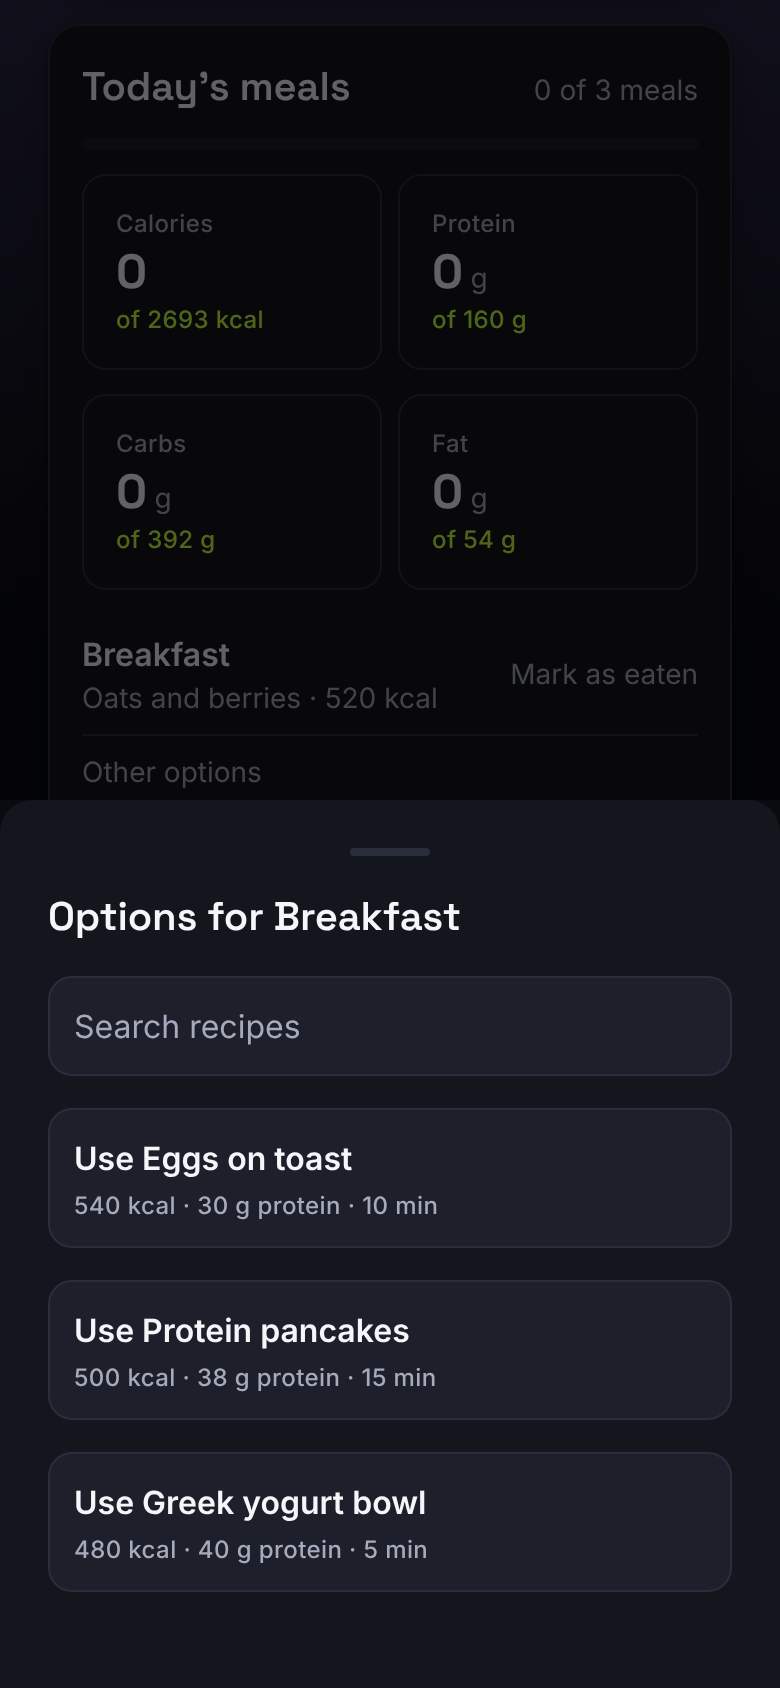 Today's meals
0 of 3 meals
Calories
0
of 2693 kcal
Protein
0 g
of 160 g
Carbs
0 g
of 392 g
Fat
0 g
of 54 g
Breakfast
Oats and berries · 520 kcal
Mark as eaten
Other options
Options for Breakfast
Search recipes
Use Eggs on toast
540 kcal · 30 g protein · 10 min
Use Protein pancakes
500 kcal · 38 g protein · 15 min
Use Greek yogurt bowl
480 kcal · 40 g protein · 5 min